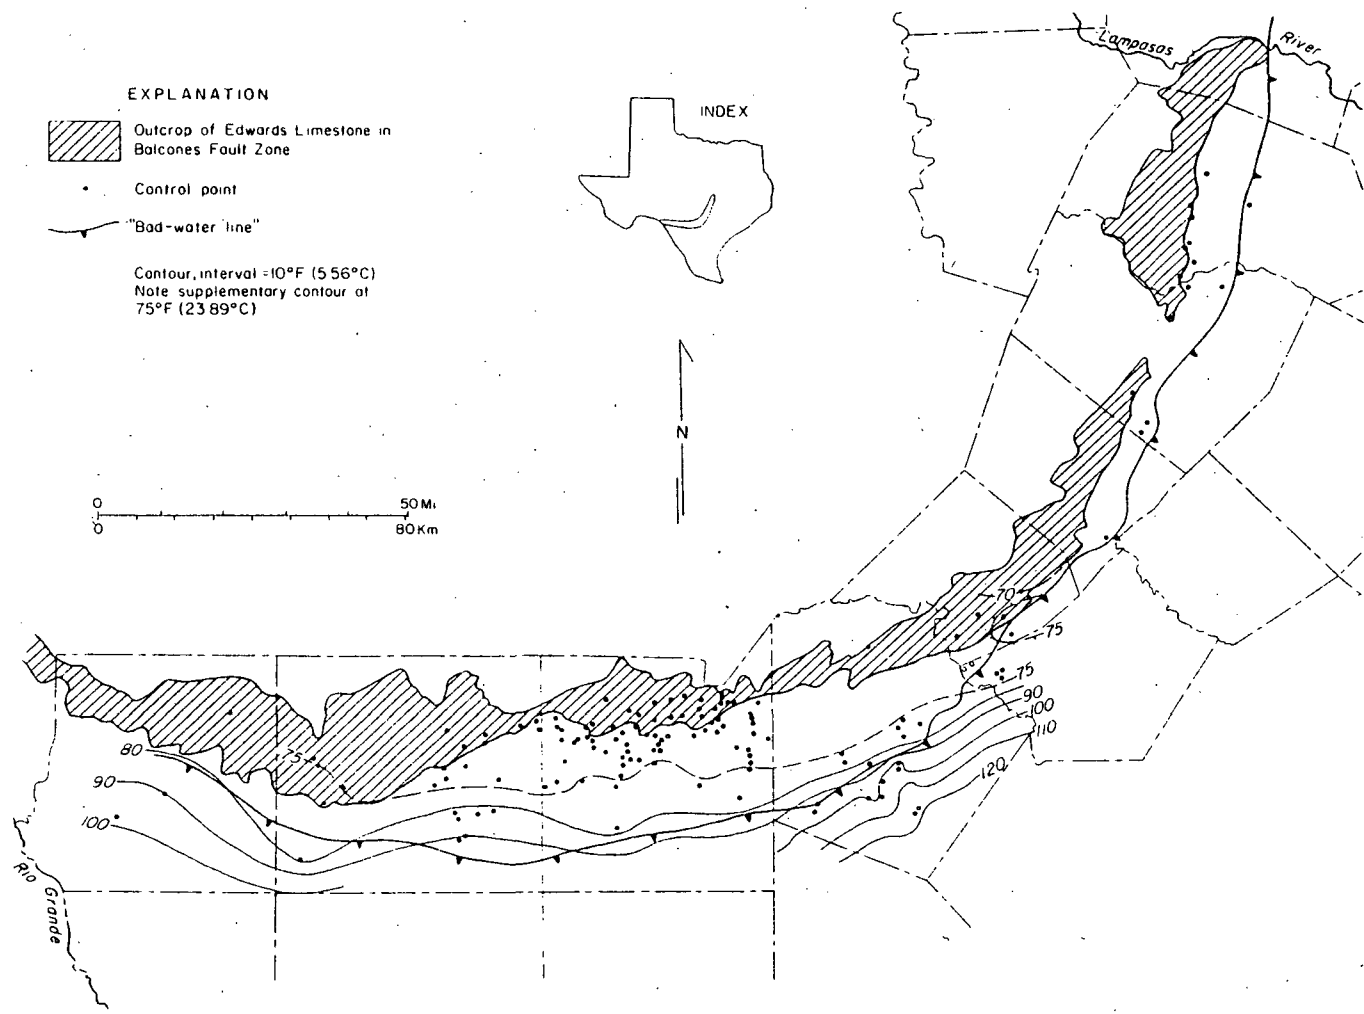 EXPLANATION
Outcrop of Edwards Limestone in
Balcones Fault Zone
Control point
"Bad-water line"
Contour, interval =10°F (5 56°C)
Note supplementary contour at
75°F (23 89°C)
INDEX
Lampasas
River
N
0
50 Mi
0
80 Km
70
75
75
90
100
110
120
75
80
90
100
Rio
Grande